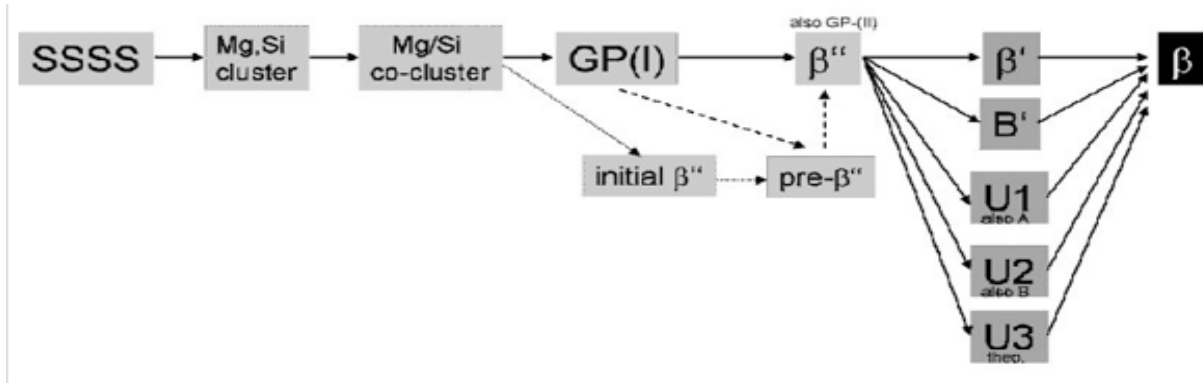 also GP-(II)
SSSS
Mg,Si
cluster
Mg/Si
co-cluster
GP(I)
β"
β'
β
B'
initial β"
pre-β"
U1
also A
U2
also B
U3
theo.